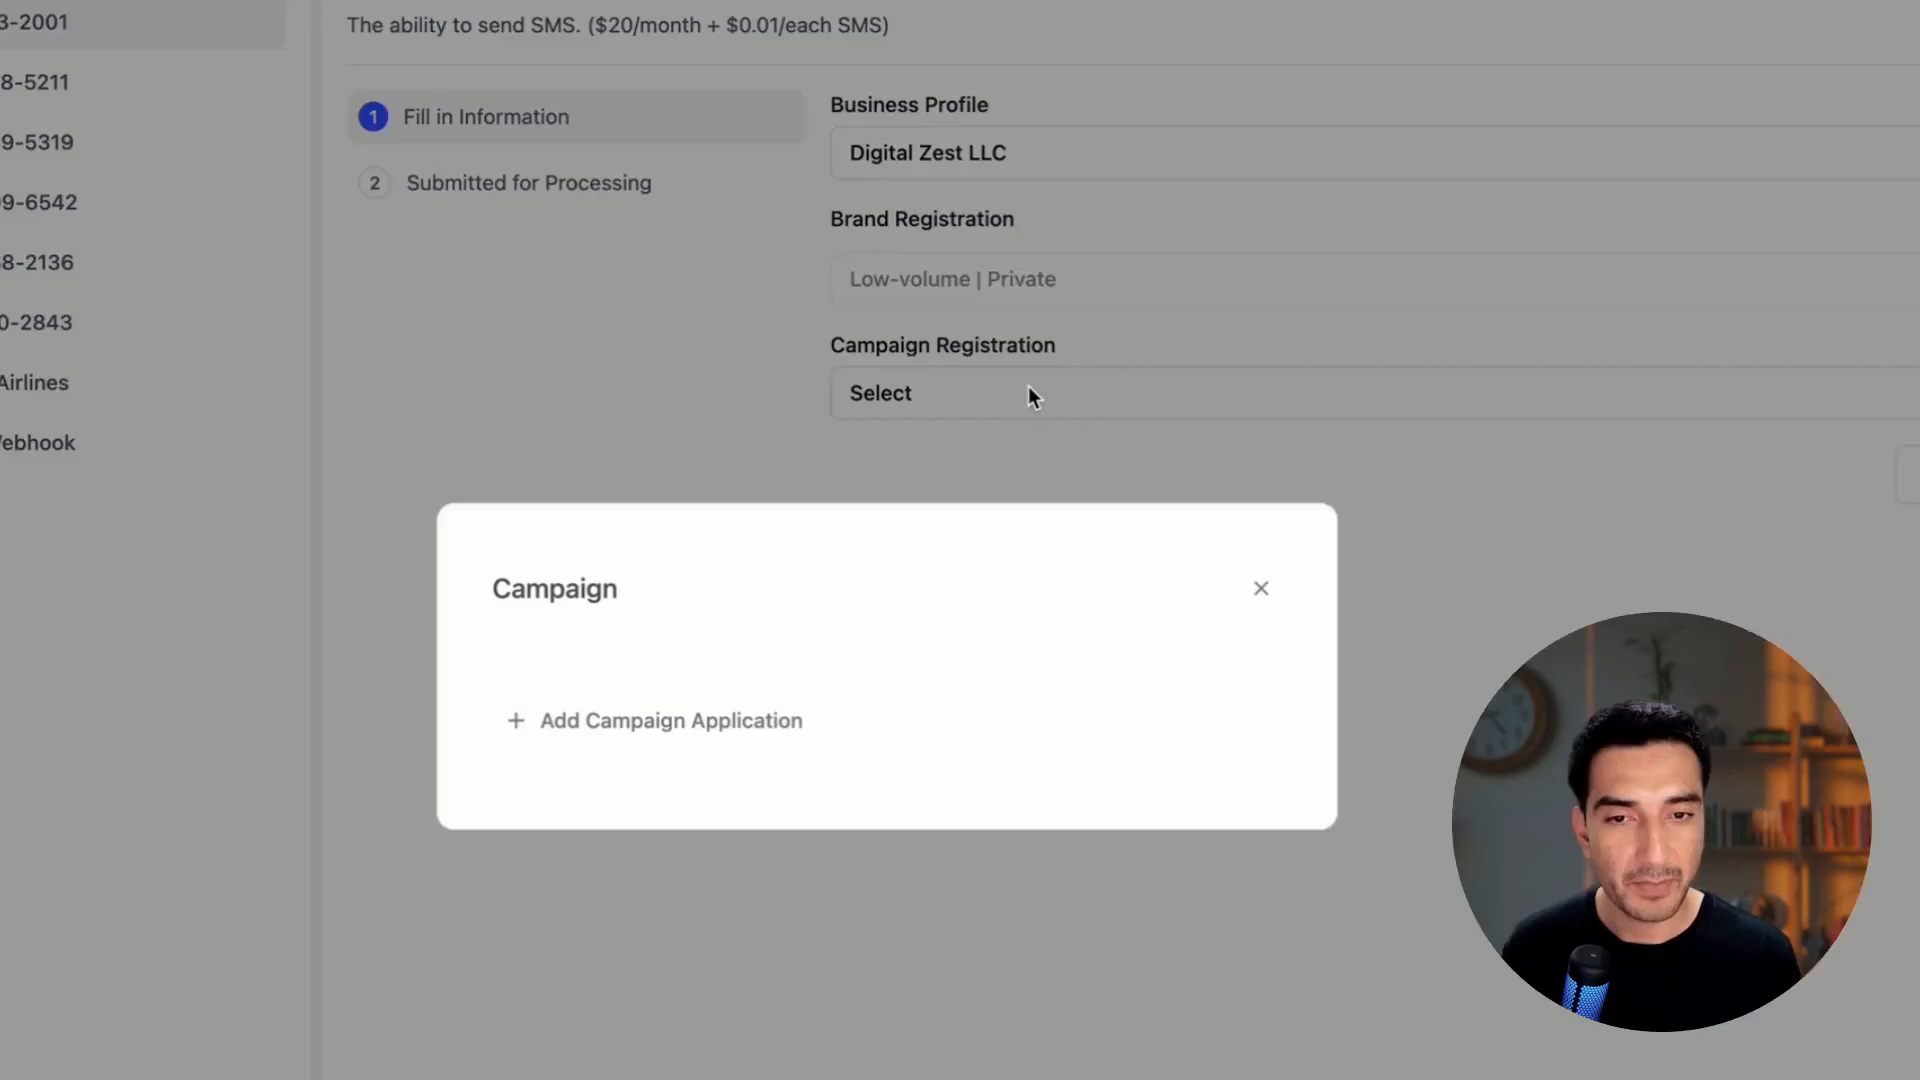 3-2001
8-5211
9-5319
9-6542
8-2136
0-2843
Airlines
ebhook
The ability to send SMS. ($20/month + $0.01/each SMS)
1 Fill in Information
2 Submitted for Processing
Business Profile
Digital Zest LLC
Brand Registration
Low-volume | Private
Campaign Registration
Select
Campaign
+ Add Campaign Application